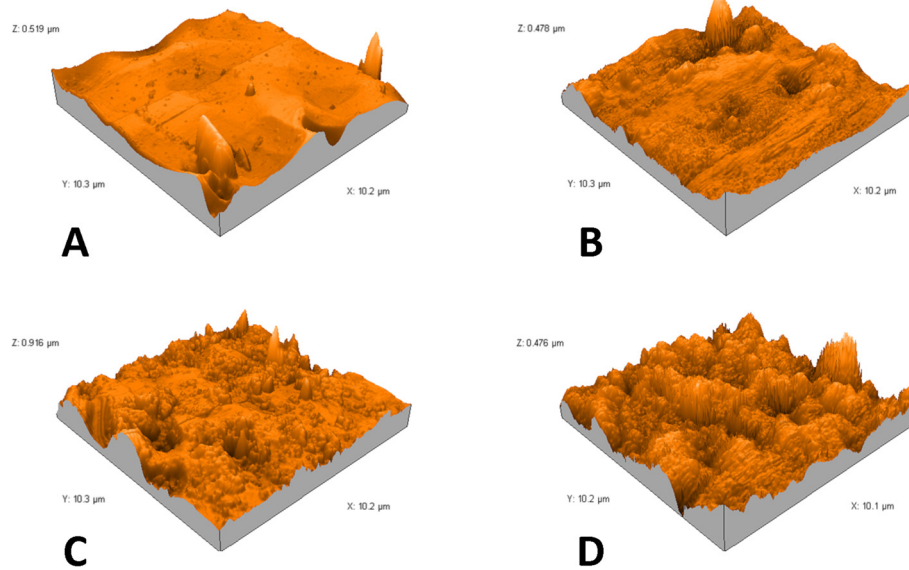 Z: 0.519 µm
Y: 10.3 µm
X: 10.2 µm
A
Z: 0.478 µm
Y: 10.3 µm
X: 10.2 µm
B
Z: 0.916 µm
Y: 10.3 µm
X: 10.2 µm
C
Z: 0.476 µm
Y: 10.2 µm
X: 10.1 µm
D